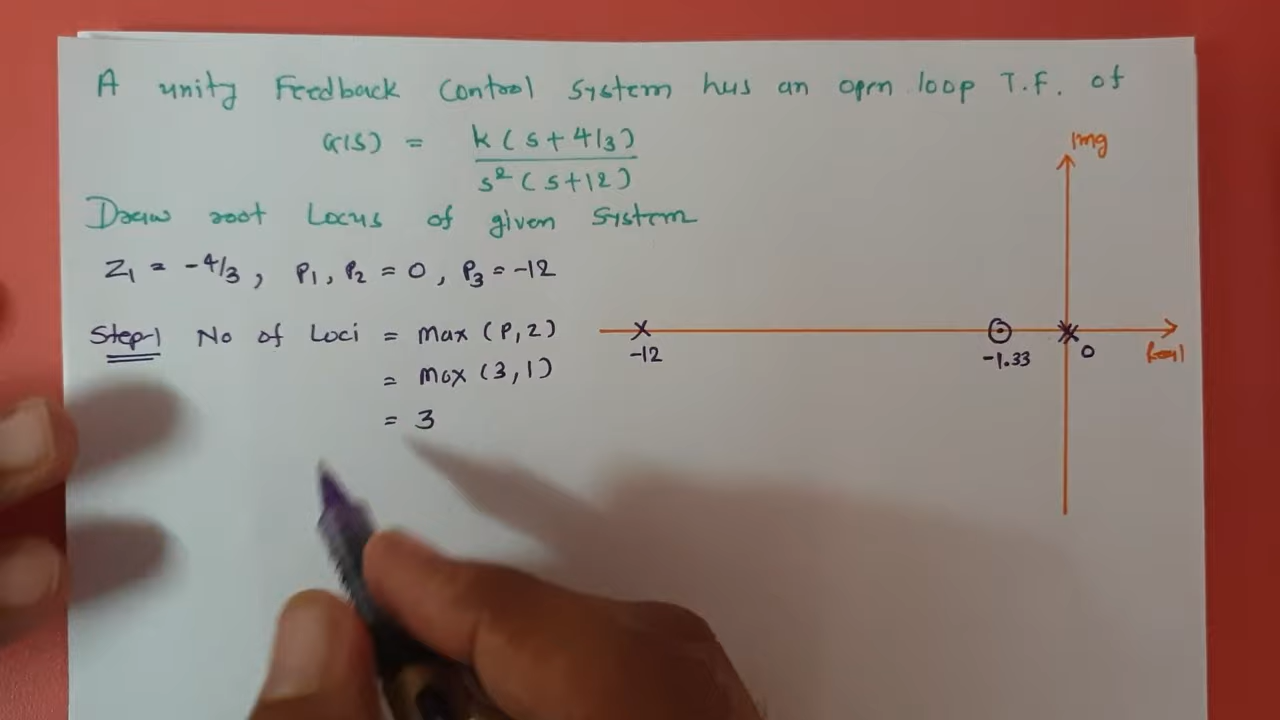 A unity Feedback Control System has an open loop T.F. of
G(S) = K(S+4/3) / S²(S+12)
Draw root Locus of given System
Z₁ = -4/3, P₁, P₂ = 0, P₃ = -12
Step-1 No of Loci = Max (P, Z)
= Max (3,1)
= 3
Img
-12
-1.33
0
Real